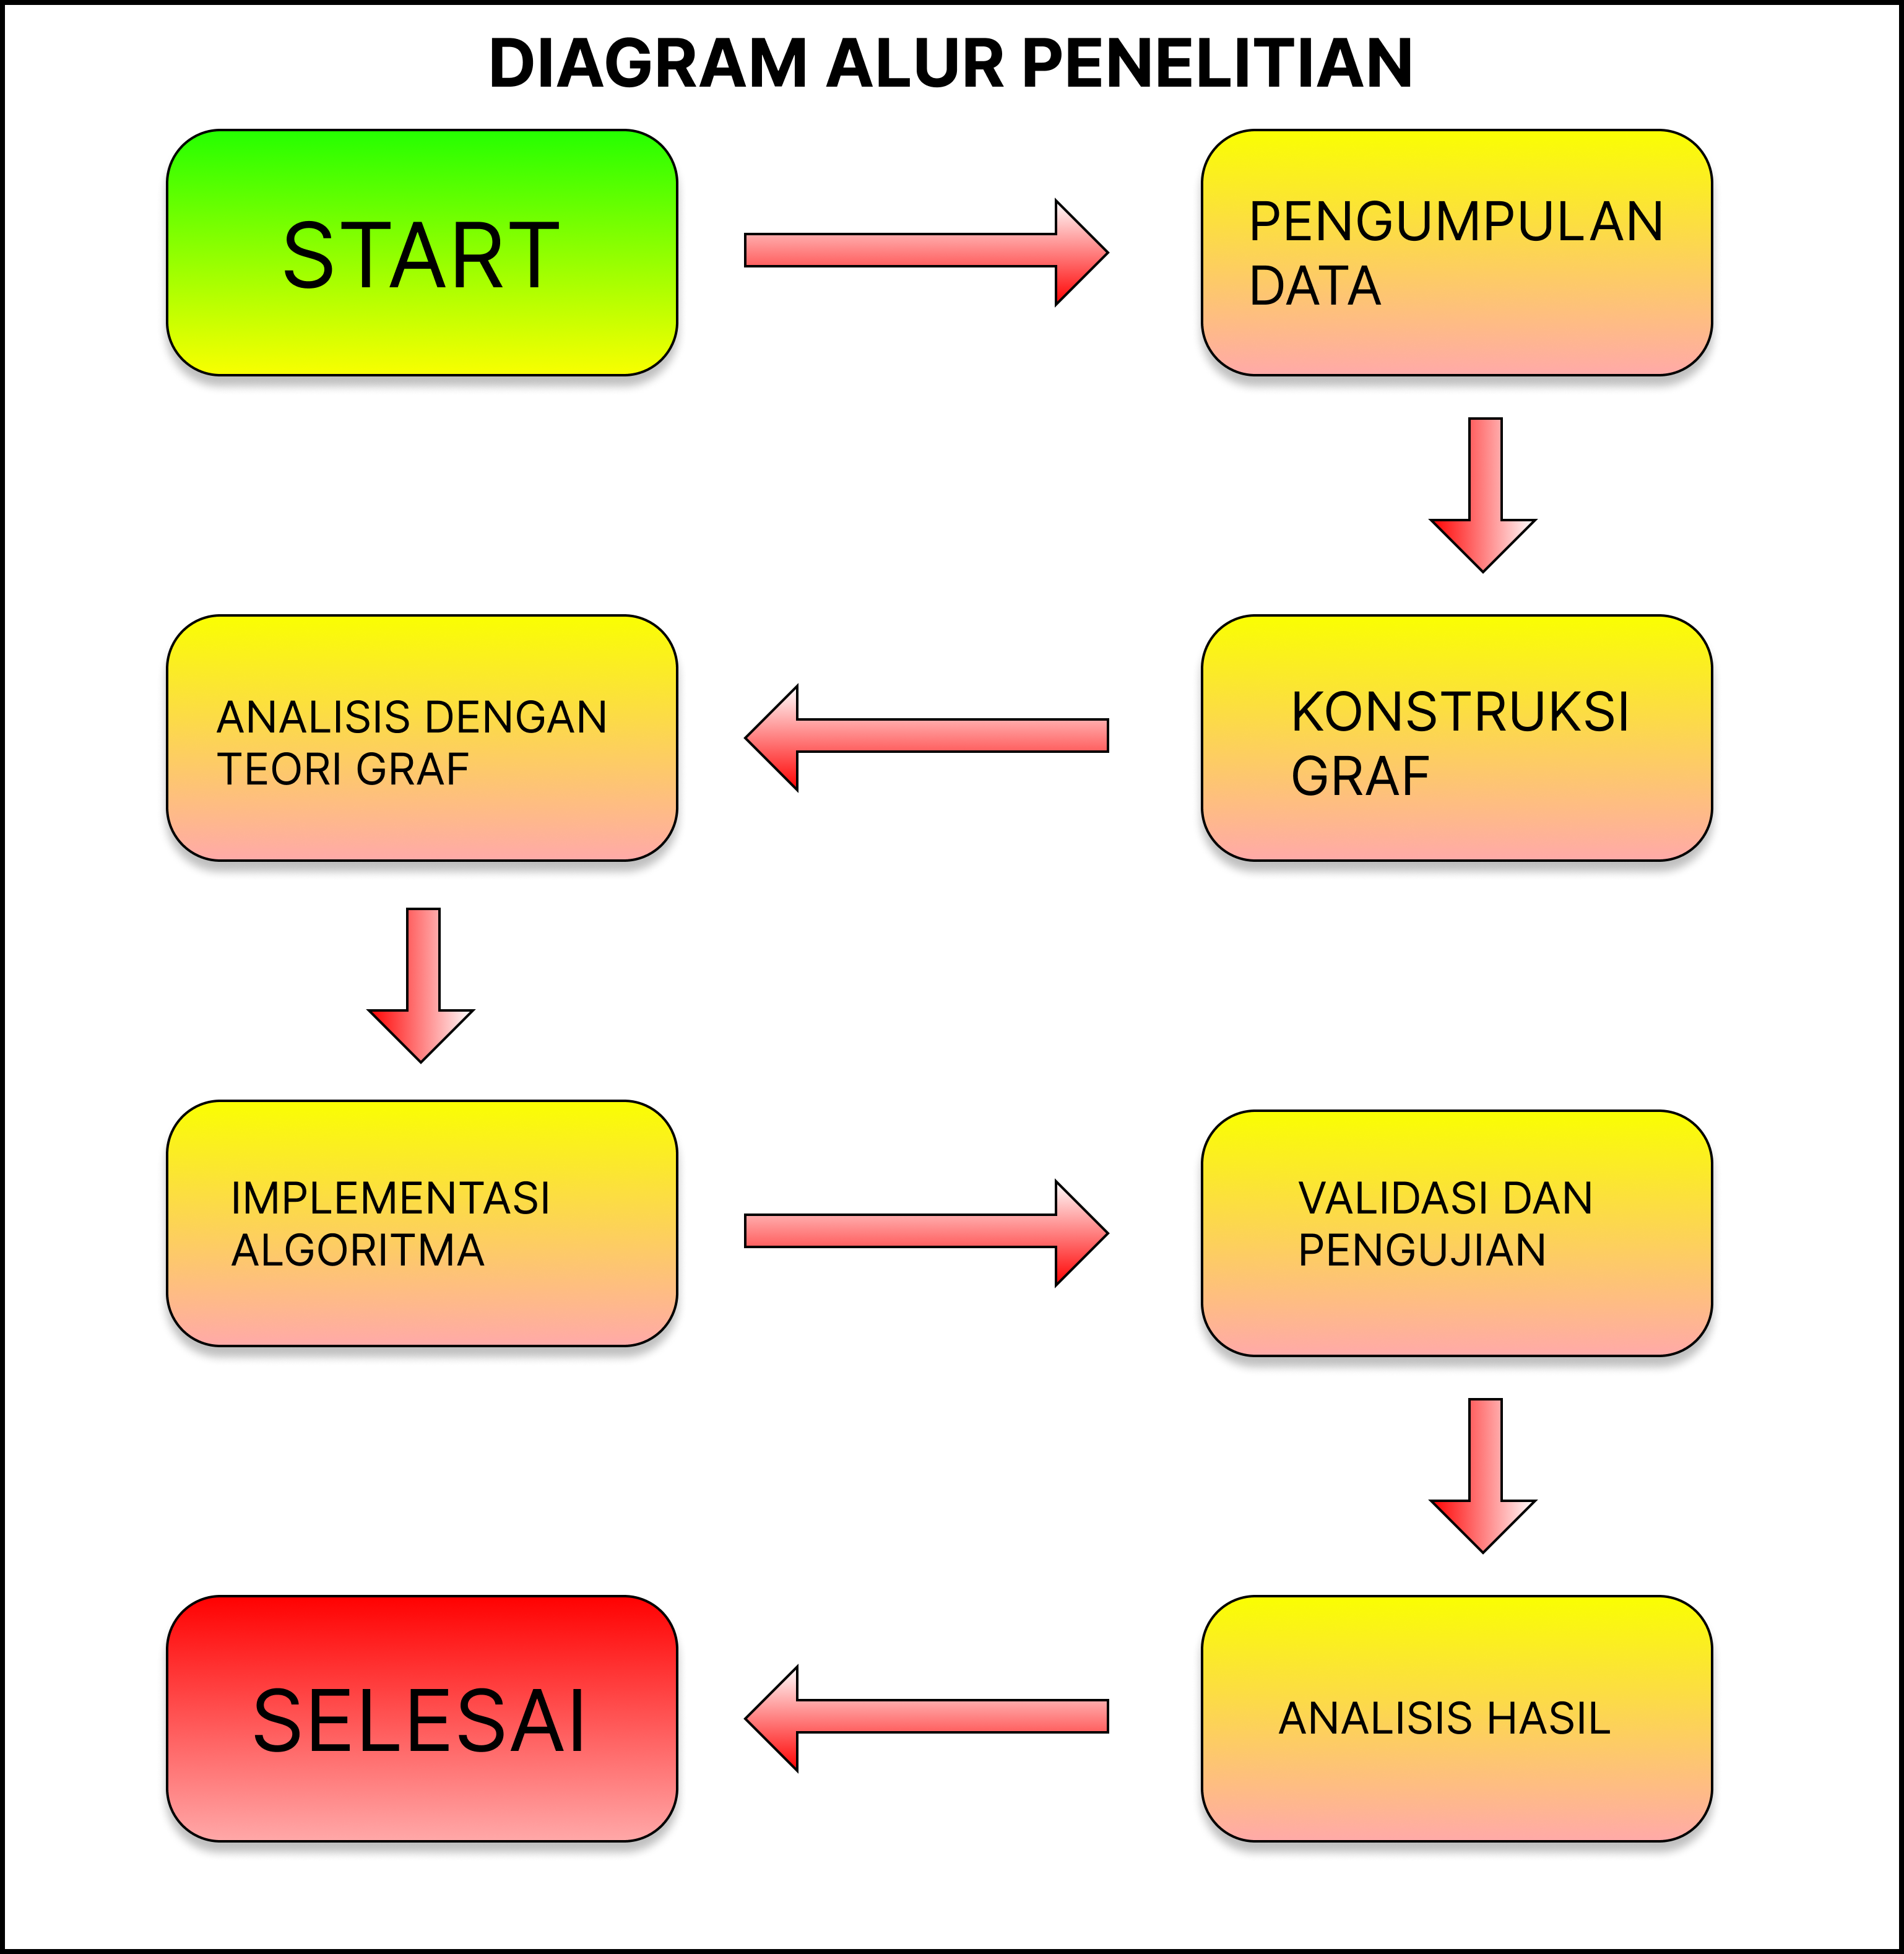 DIAGRAM ALUR PENELITIAN
START
PENGUMPULAN
DATA
KONSTRUKSI
GRAF
ANALISIS DENGAN
TEORI GRAF
IMPLEMENTASI
ALGORITMA
VALIDASI DAN
PENGUJIAN
ANALISIS HASIL
SELESAI